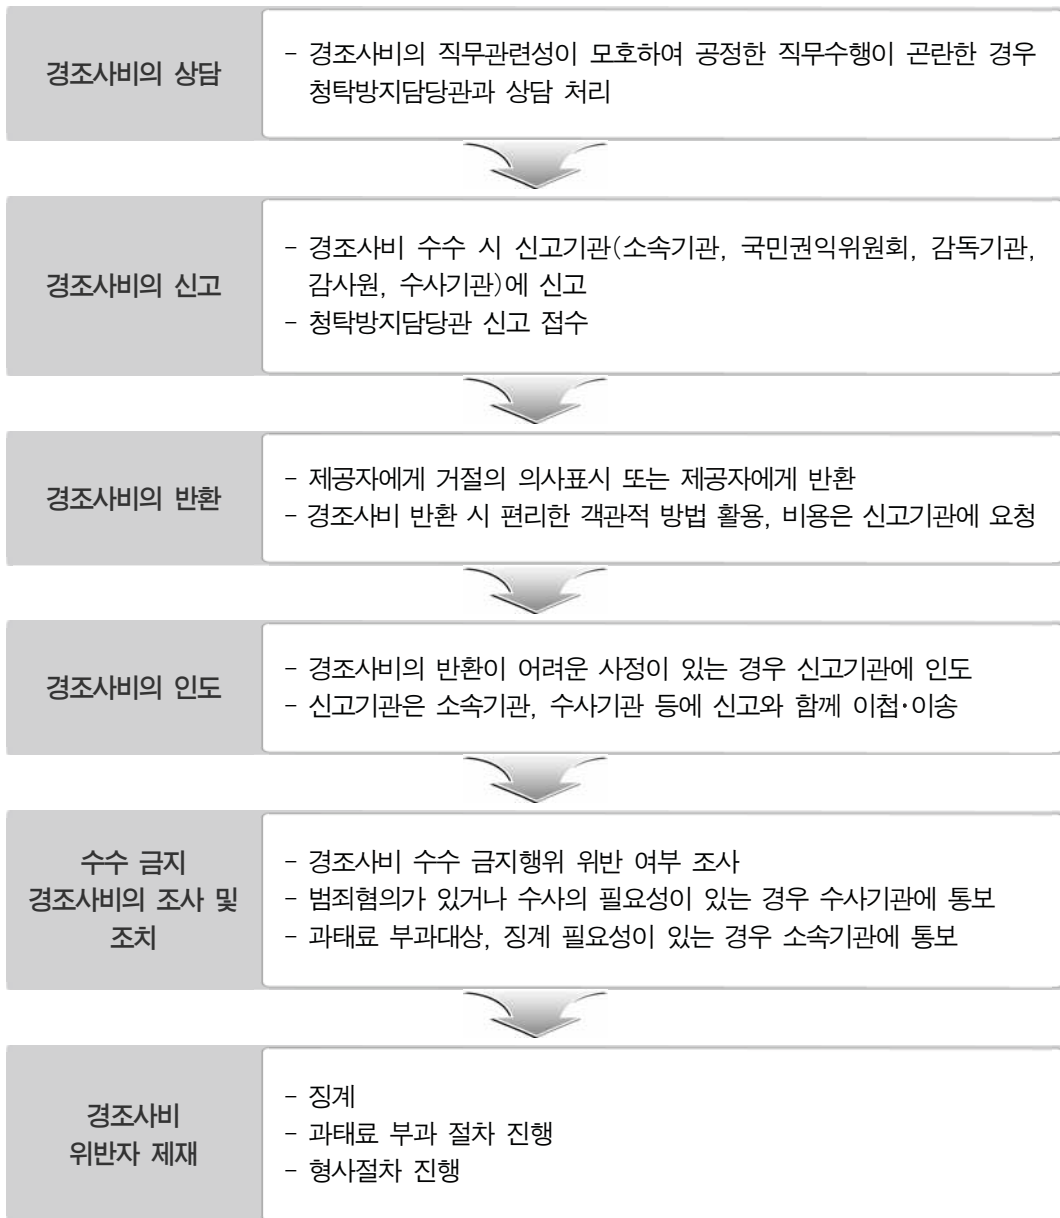 경조사비의 상담
- 경조사비의 직무관련성이 모호하여 공정한 직무수행이 곤란한 경우
청탁방지담당관과 상담 처리
경조사비의 신고
- 경조사비 수수 시 신고기관(소속기관, 국민권익위원회, 감독기관,
감사원, 수사기관)에 신고
- 청탁방지담당관 신고 접수
경조사비의 반환
- 제공자에게 거절의 의사표시 또는 제공자에게 반환
- 경조사비 반환 시 편리한 객관적 방법 활용, 비용은 신고기관에 요청
경조사비의 인도
- 경조사비의 반환이 어려운 사정이 있는 경우 신고기관에 인도
- 신고기관은 소속기관, 수사기관 등에 신고와 함께 이첩·이송
수수 금지
경조사비의 조사 및
조치
- 경조사비 수수 금지행위 위반 여부 조사
- 범죄혐의가 있거나 수사의 필요성이 있는 경우 수사기관에 통보
- 과태료 부과대상, 징계 필요성이 있는 경우 소속기관에 통보
경조사비
위반자 제재
- 징계
- 과태료 부과 절차 진행
- 형사절차 진행